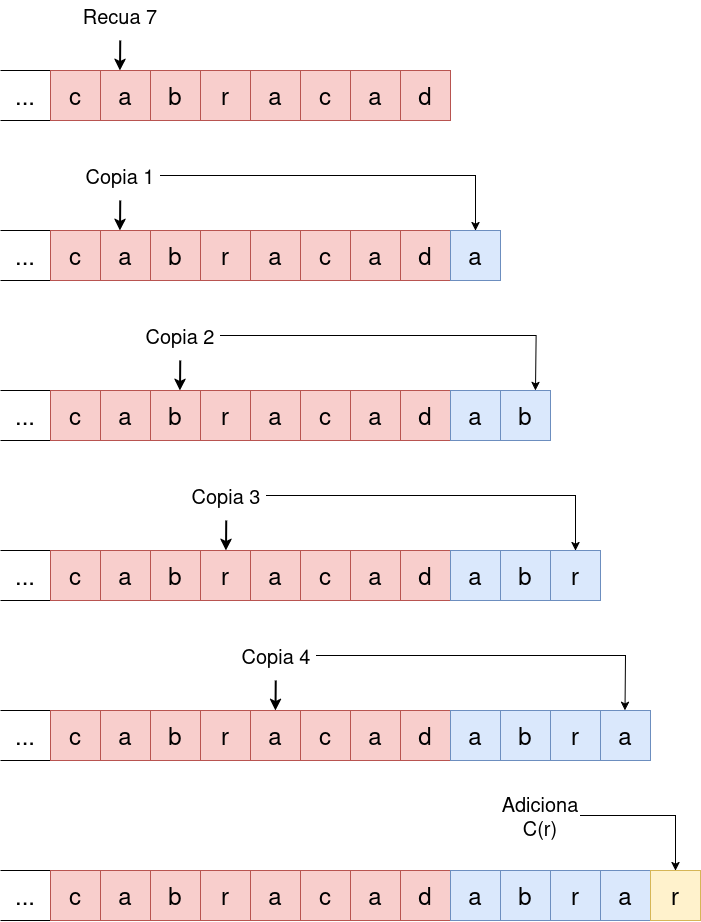 Recua 7
... c a b r a c a d
Copia 1
... c a b r a c a d a
Copia 2
... c a b r a c a d a b
Copia 3
... c a b r a c a d a b r
Copia 4
... c a b r a c a d a b r a
Adiciona
C(r)
... c a b r a c a d a b r a r